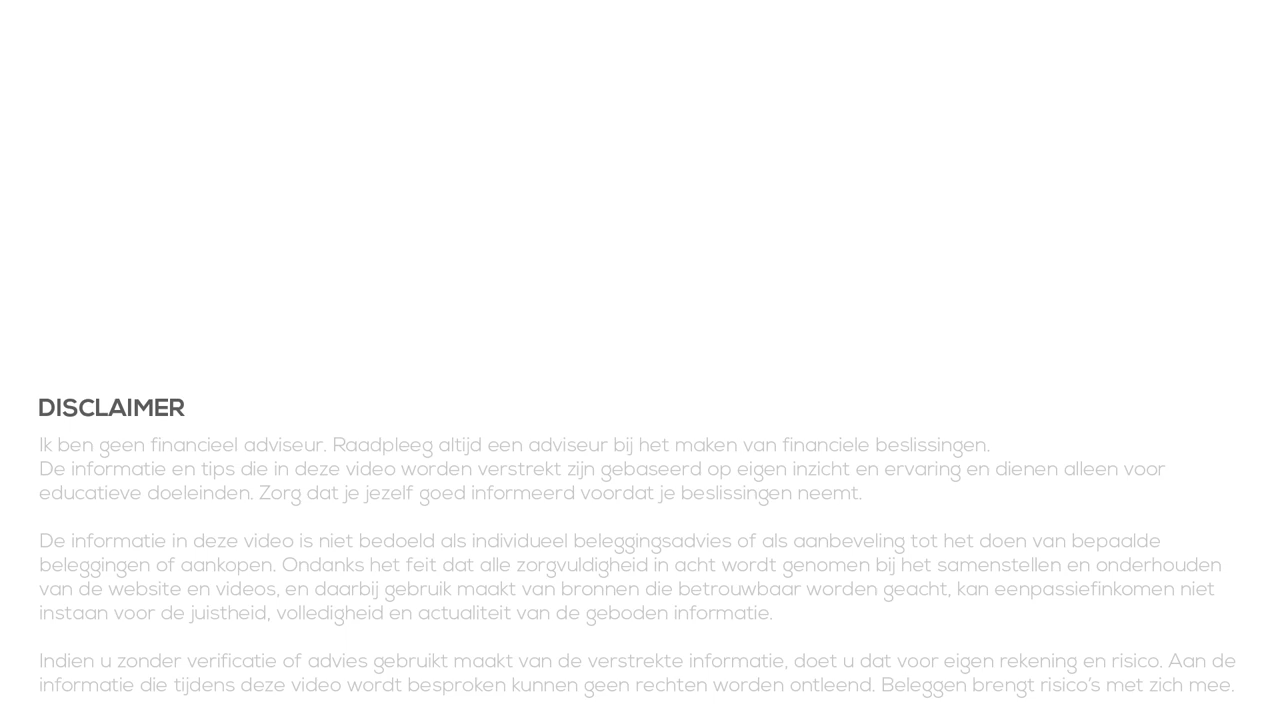 DISCLAIMER
Ik ben geen financieel adviseur. Raadpleeg altijd een adviseur bij het maken van financiele beslissingen.
De informatie en tips die in deze video worden verstrekt zijn gebaseerd op eigen inzicht en ervaring en dienen alleen voor
educatieve doeleinden. Zorg dat je jezelf goed informeerd voordat je beslissingen neemt.
De informatie in deze video is niet bedoeld als individueel beleggingsadvies of als aanbeveling tot het doen van bepaalde
beleggingen of aankopen. Ondanks het feit dat alle zorgvuldigheid in acht wordt genomen bij het samenstellen en onderhouden
van de website en videos, en daarbij gebruik maakt van bronnen die betrouwbaar worden geacht, kan eenpassiefinkomen niet
instaan voor de juistheid, volledigheid en actualiteit van de geboden informatie.
Indien u zonder verificatie of advies gebruikt maakt van de verstrekte informatie, doet u dat voor eigen rekening en risico. Aan de
informatie die tijdens deze video wordt besproken kunnen geen rechten worden ontleend. Beleggen brengt risico's met zich mee.